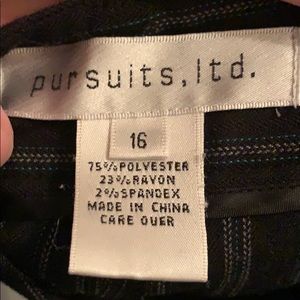 pursuits,ltd.
16
75%POLYESTER
23%RAYON
2%SPANDEX
MADE IN CHINA
CARE OVER